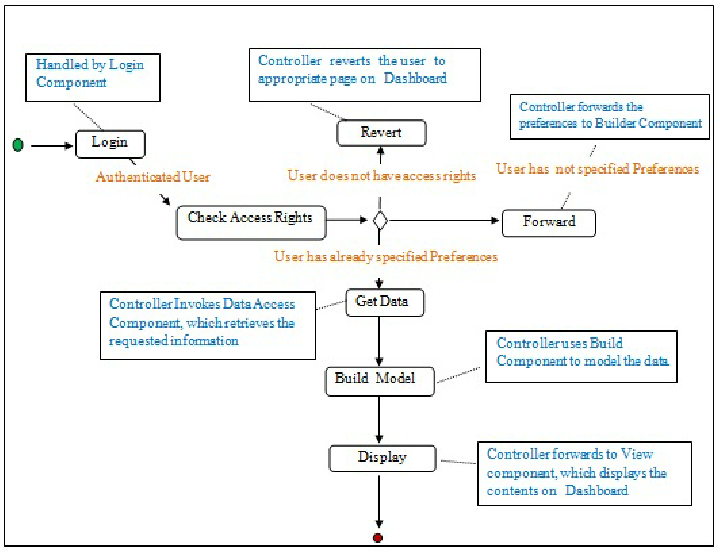 Handled by Login
Component
Controller reverts the user to
appropriate page on Dashboard
Controller forwards the
preferences to Builder Component
Login
Revert
Authenticated User
User does not have access rights
User has not specified Preferences
Check Access Rights
Forward
User has already specified Preferences
Controller Invokes Data Access
Component, which retrieves the
requested information
Get Data
Controller uses Build
Component to model the data
Build Model
Display
Controller forwards to View
component, which displays the
contents on Dashboard